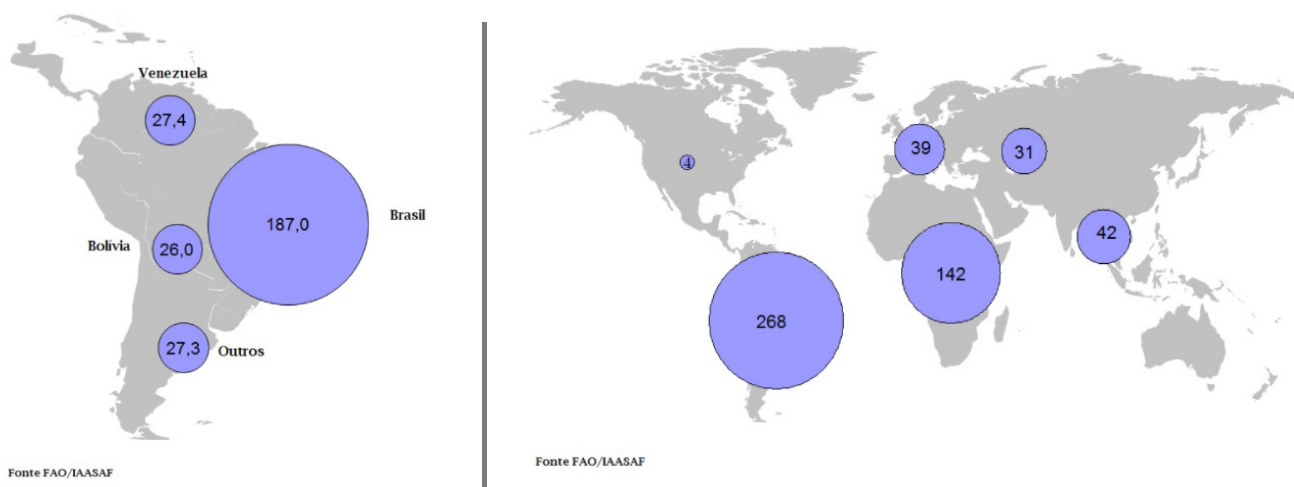 Venezuela
27,4
187,0
Brasil
Bolívia
26,0
27,3
Outros
Fonte FAO/IAASAF
4
39
31
42
142
268
Fonte FAO/IAASAF